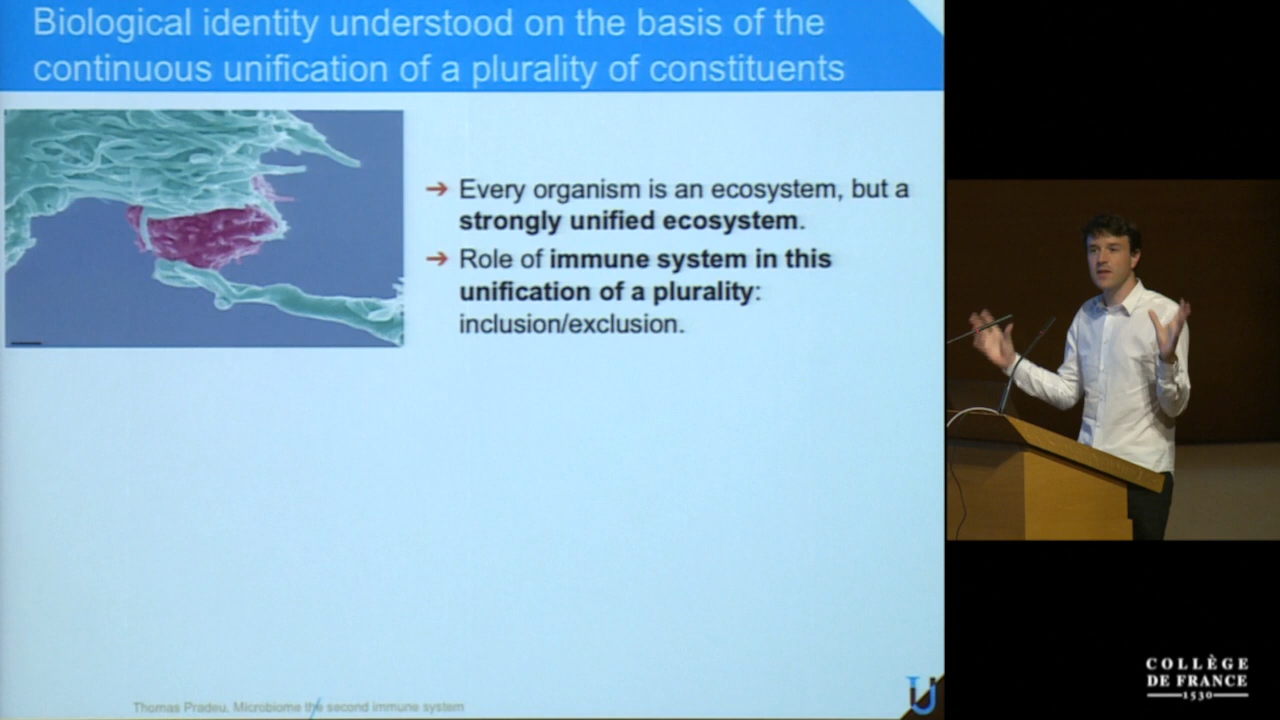 Biological identity understood on the basis of the
continuous unification of a plurality of constituents
➔ Every organism is an ecosystem, but a
strongly unified ecosystem.
➔ Role of immune system in this
unification of a plurality:
inclusion/exclusion.
Thomas Pradeu, Microbiome the second immune system
U
COLLÈGE
DE FRANCE
1530